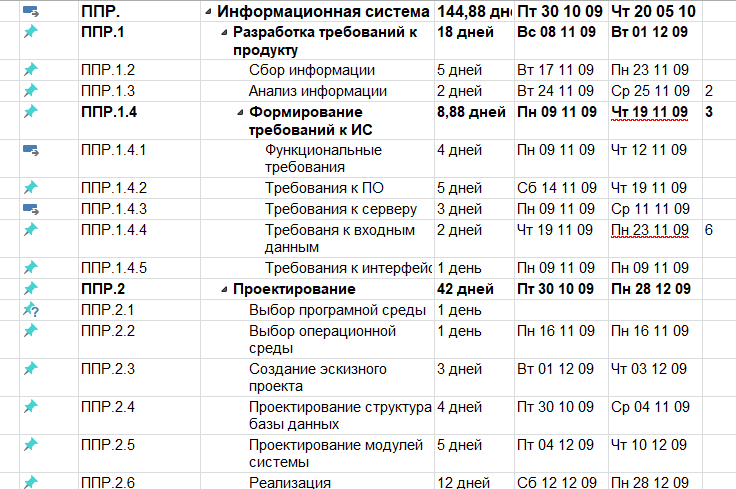 ППР. Информационная система 144,88 дн Пт 30 10 09 Чт 20 05 10
ППР.1 Разработка требований к 18 дней Вс 08 11 09 Вт 01 12 09
продукту
ППР.1.2 Сбор информации 5 дней Вт 17 11 09 Пн 23 11 09
ППР.1.3 Анализ информации 2 дней Вт 24 11 09 Ср 25 11 09 2
ППР.1.4 Формирование 8,88 дней Пн 09 11 09 Чт 19 11 09 3
требований к ИС
ППР.1.4.1 Функциональные 4 дней Пн 09 11 09 Чт 12 11 09
требования
ППР.1.4.2 Требования к ПО 5 дней Сб 14 11 09 Чт 19 11 09
ППР.1.4.3 Требования к серверу 3 дней Пн 09 11 09 Ср 11 11 09
ППР.1.4.4 Требованя к входным 2 дней Чт 19 11 09 Пн 23 11 09 6
данным
ППР.1.4.5 Требования к интерфейс 1 день Пн 09 11 09 Пн 09 11 09
ППР.2 Проектирование 42 дней Пт 30 10 09 Пн 28 12 09
ППР.2.1 Выбор програмной среды 1 день
ППР.2.2 Выбор операционной 1 день Пн 16 11 09 Пн 16 11 09
среды
ППР.2.3 Создание эскизного 3 дней Вт 01 12 09 Чт 03 12 09
проекта
ППР.2.4 Проектирование структура 4 дней Пт 30 10 09 Ср 04 11 09
базы данных
ППР.2.5 Проектирование модулей 5 дней Пт 04 12 09 Чт 10 12 09
системы
ППР.2.6 Реализация 12 дней Сб 12 12 09 Пн 28 12 09